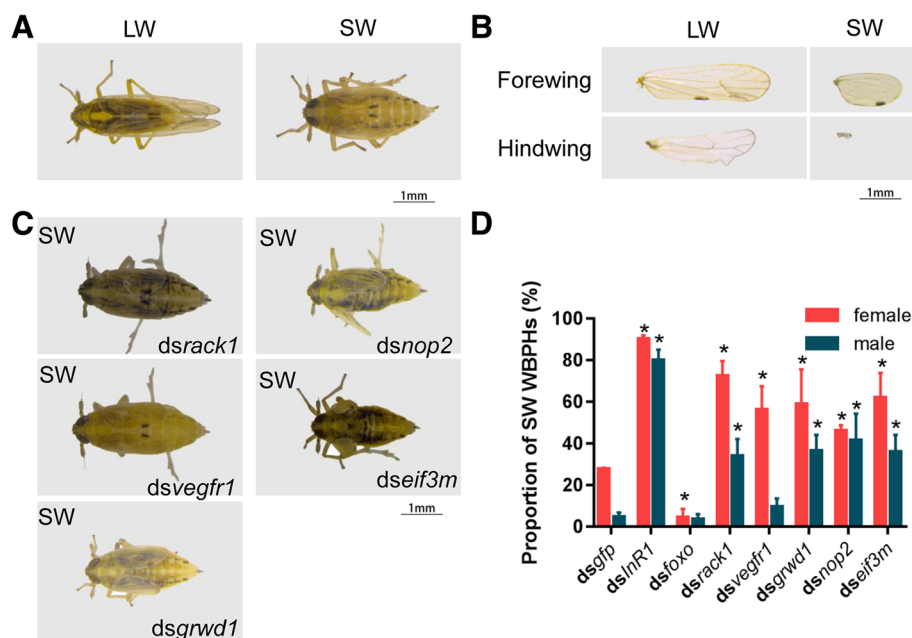 A
LW
SW
1mm
B
LW
SW
Forewing
Hindwing
1mm
C
SW
dsrack1
SW
dsnop2
SW
dsvegfr1
dseif3m
1mm
SW
SW
dsgrwd1
D
Proportion of SW WBPHs (%)
100
80
60
40
20
0
female
male
* * * * * * * * * * * *
dsgfp
dsInR1
dsfoxo
dsrack1
dsvegfr1
dsgrwd1
dsnop2
dseif3m